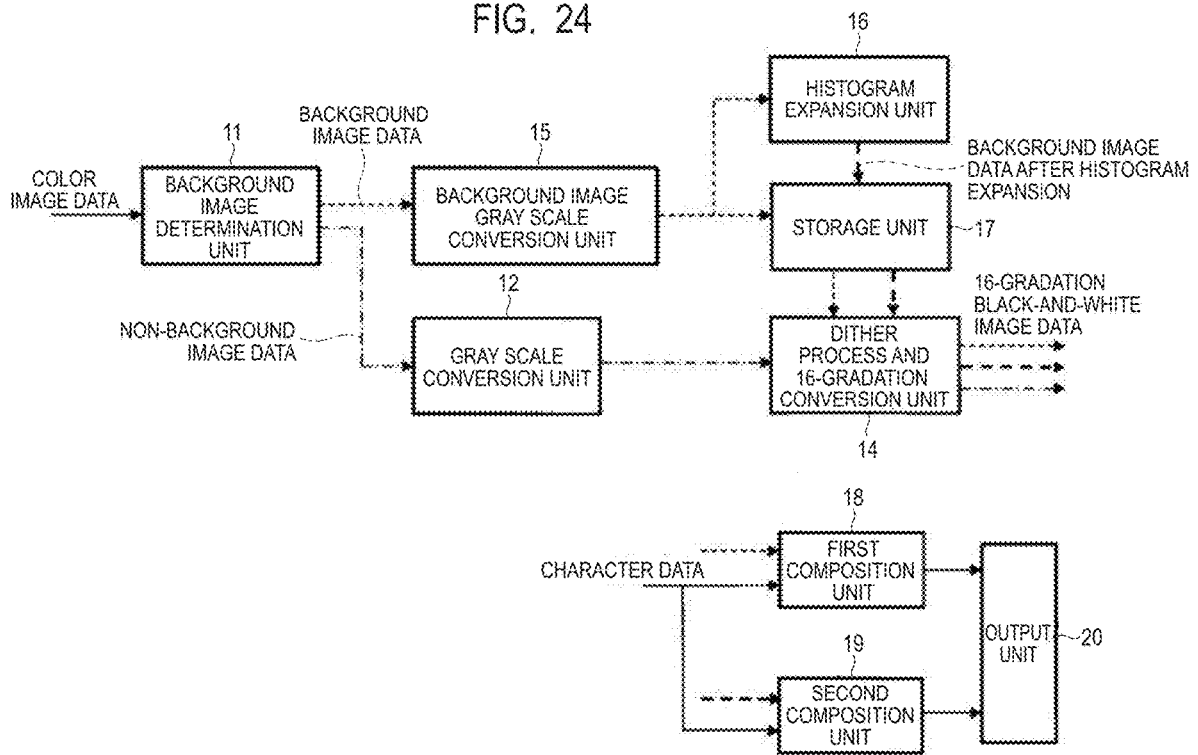 FIG. 24
16
HISTOGRAM
EXPANSION UNIT
BACKGROUND
IMAGE DATA
11
15
BACKGROUND IMAGE
DATA AFTER HISTOGRAM
EXPANSION
COLOR
IMAGE DATA
BACKGROUND
IMAGE
DETERMINATION
UNIT
BACKGROUND IMAGE
GRAY SCALE
CONVERSION UNIT
STORAGE UNIT
17
12
16-GRADATION
BLACK-AND-WHITE
IMAGE DATA
NON-BACKGROUND
IMAGE DATA
GRAY SCALE
CONVERSION UNIT
DITHER
PROCESS AND
16-GRADATION
CONVERSION UNIT
14
18
CHARACTER DATA
FIRST
COMPOSITION
UNIT
OUTPUT
UNIT
20
19
SECOND
COMPOSITION
UNIT